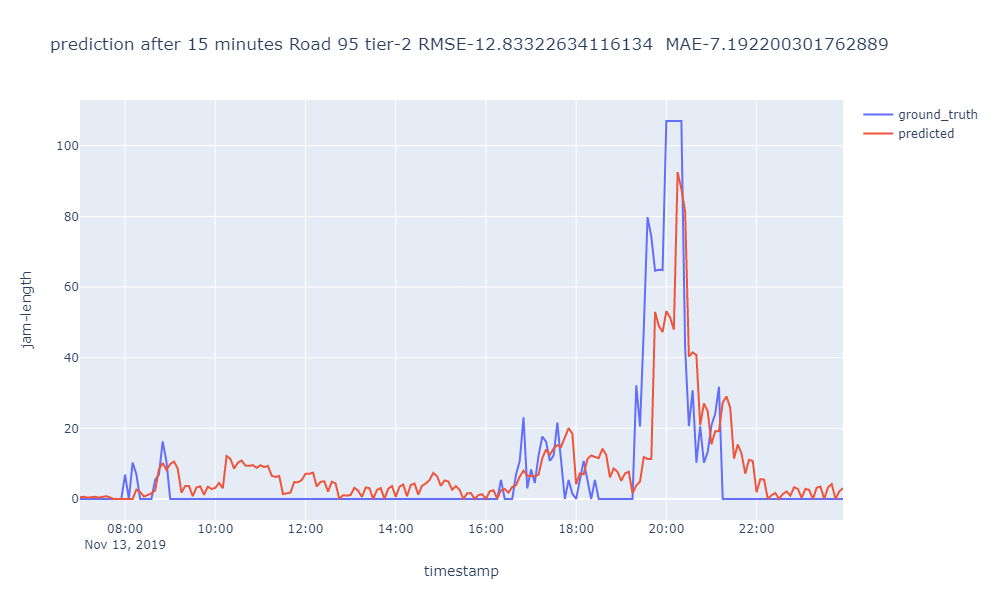 prediction after 15 minutes Road 95 tier-2 RMSE-12.83322634116134  MAE-7.192200301762889
ground_truth
predicted
jam-length
100
80
60
40
20
0
08:00 10:00 12:00 14:00 16:00 18:00 20:00 22:00
Nov 13, 2019
timestamp